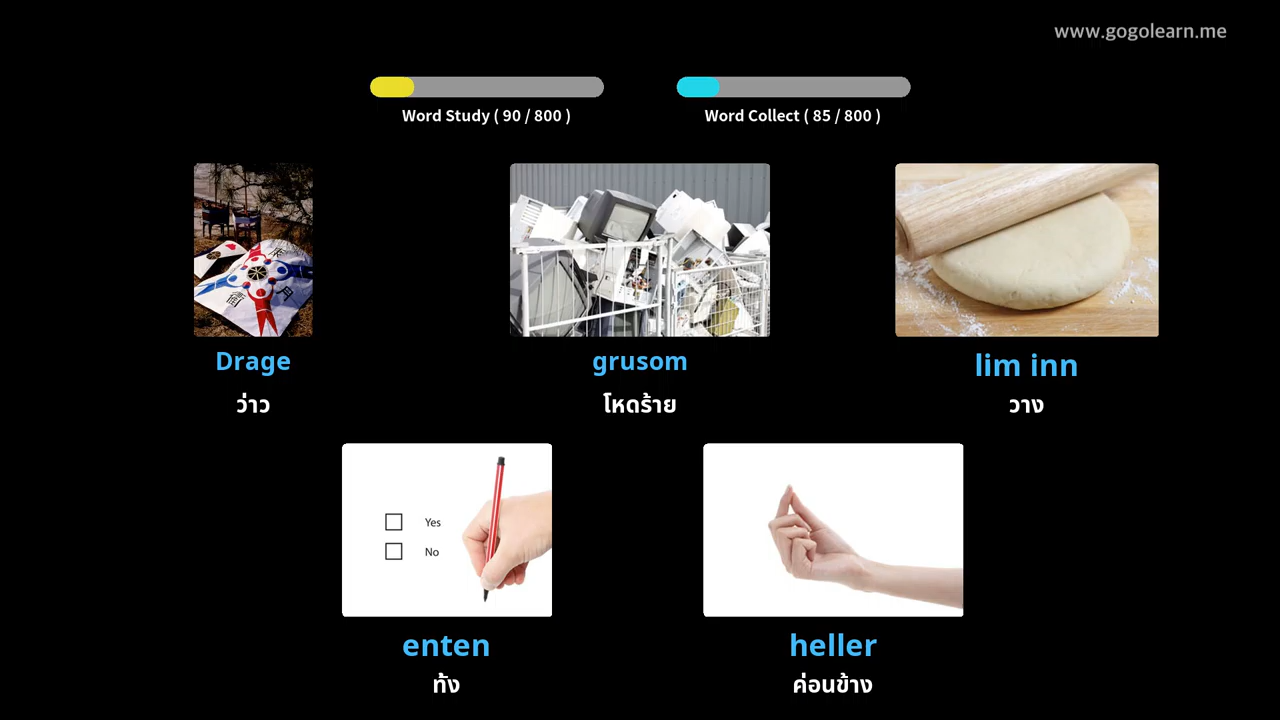 www.gogolearn.me
Word Study ( 90 / 800 )
Word Collect ( 85 / 800 )
Drage
ว่าว
grusom
โหดร้าย
lim inn
วาง
Yes
No
enten
ทั้ง
heller
ค่อนข้าง